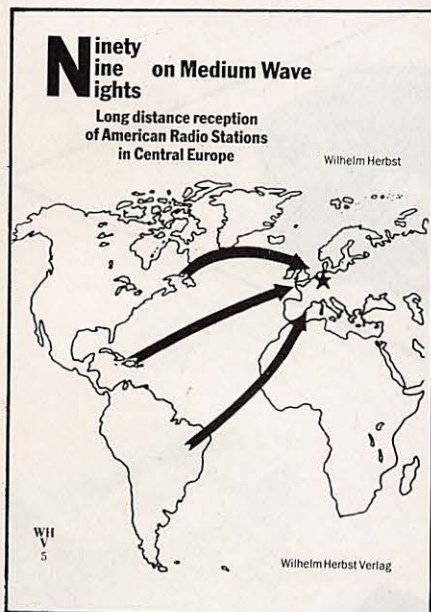 Ninety
Nine on Medium Wave
Nights
Long distance reception
of American Radio Stations
in Central Europe
Wilhelm Herbst
WH
V
5
Wilhelm Herbst Verlag